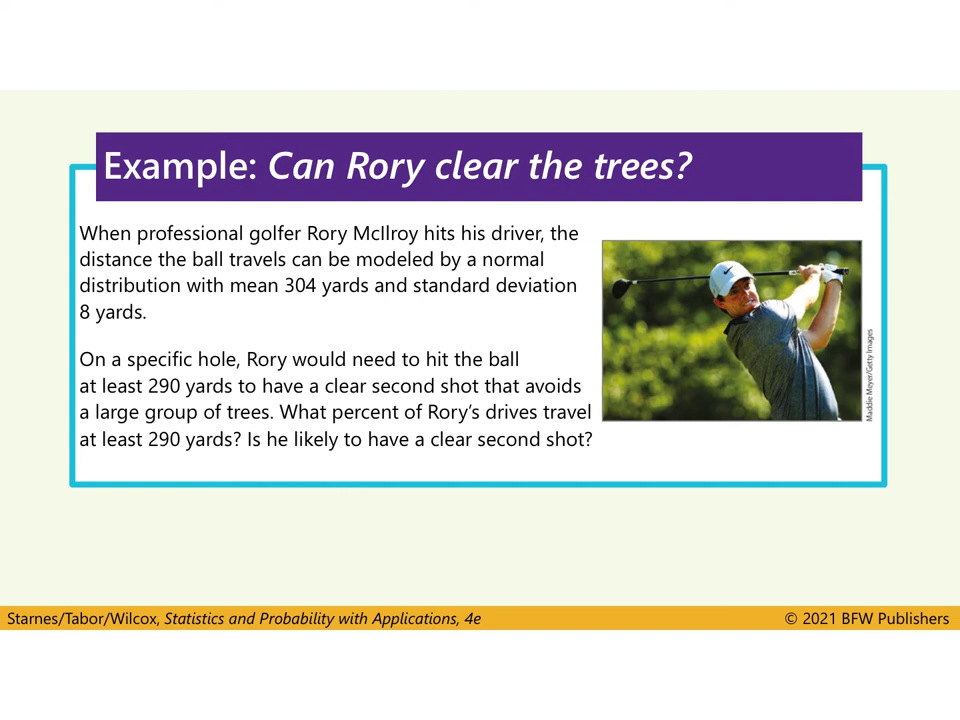 Example: Can Rory clear the trees?
When professional golfer Rory McIlroy hits his driver, the
distance the ball travels can be modeled by a normal
distribution with mean 304 yards and standard deviation
8 yards.
On a specific hole, Rory would need to hit the ball
at least 290 yards to have a clear second shot that avoids
a large group of trees. What percent of Rory’s drives travel
at least 290 yards? Is he likely to have a clear second shot?
Maddie Meyer/Getty Images
Starnes/Tabor/Wilcox, Statistics and Probability with Applications, 4e
© 2021 BFW Publishers